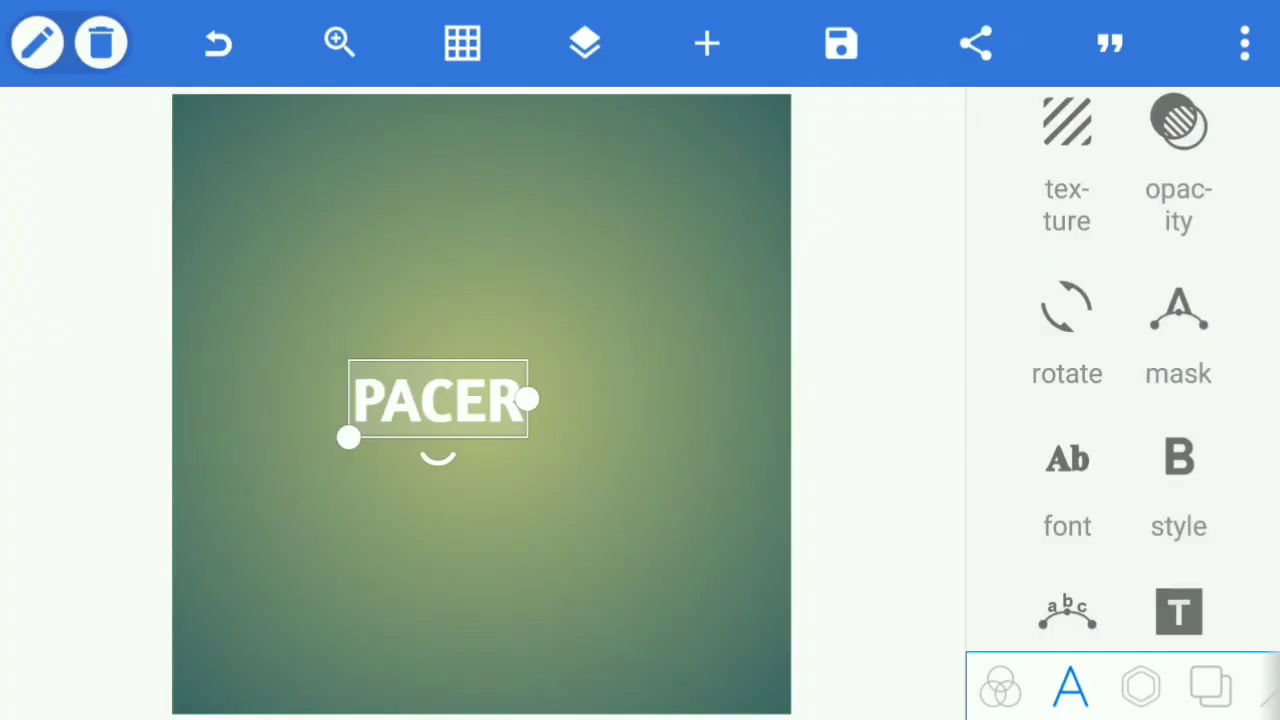 tex-
ture
opac-
ity
PACER
rotate
mask
Ab
B
font
style
abc
T
A